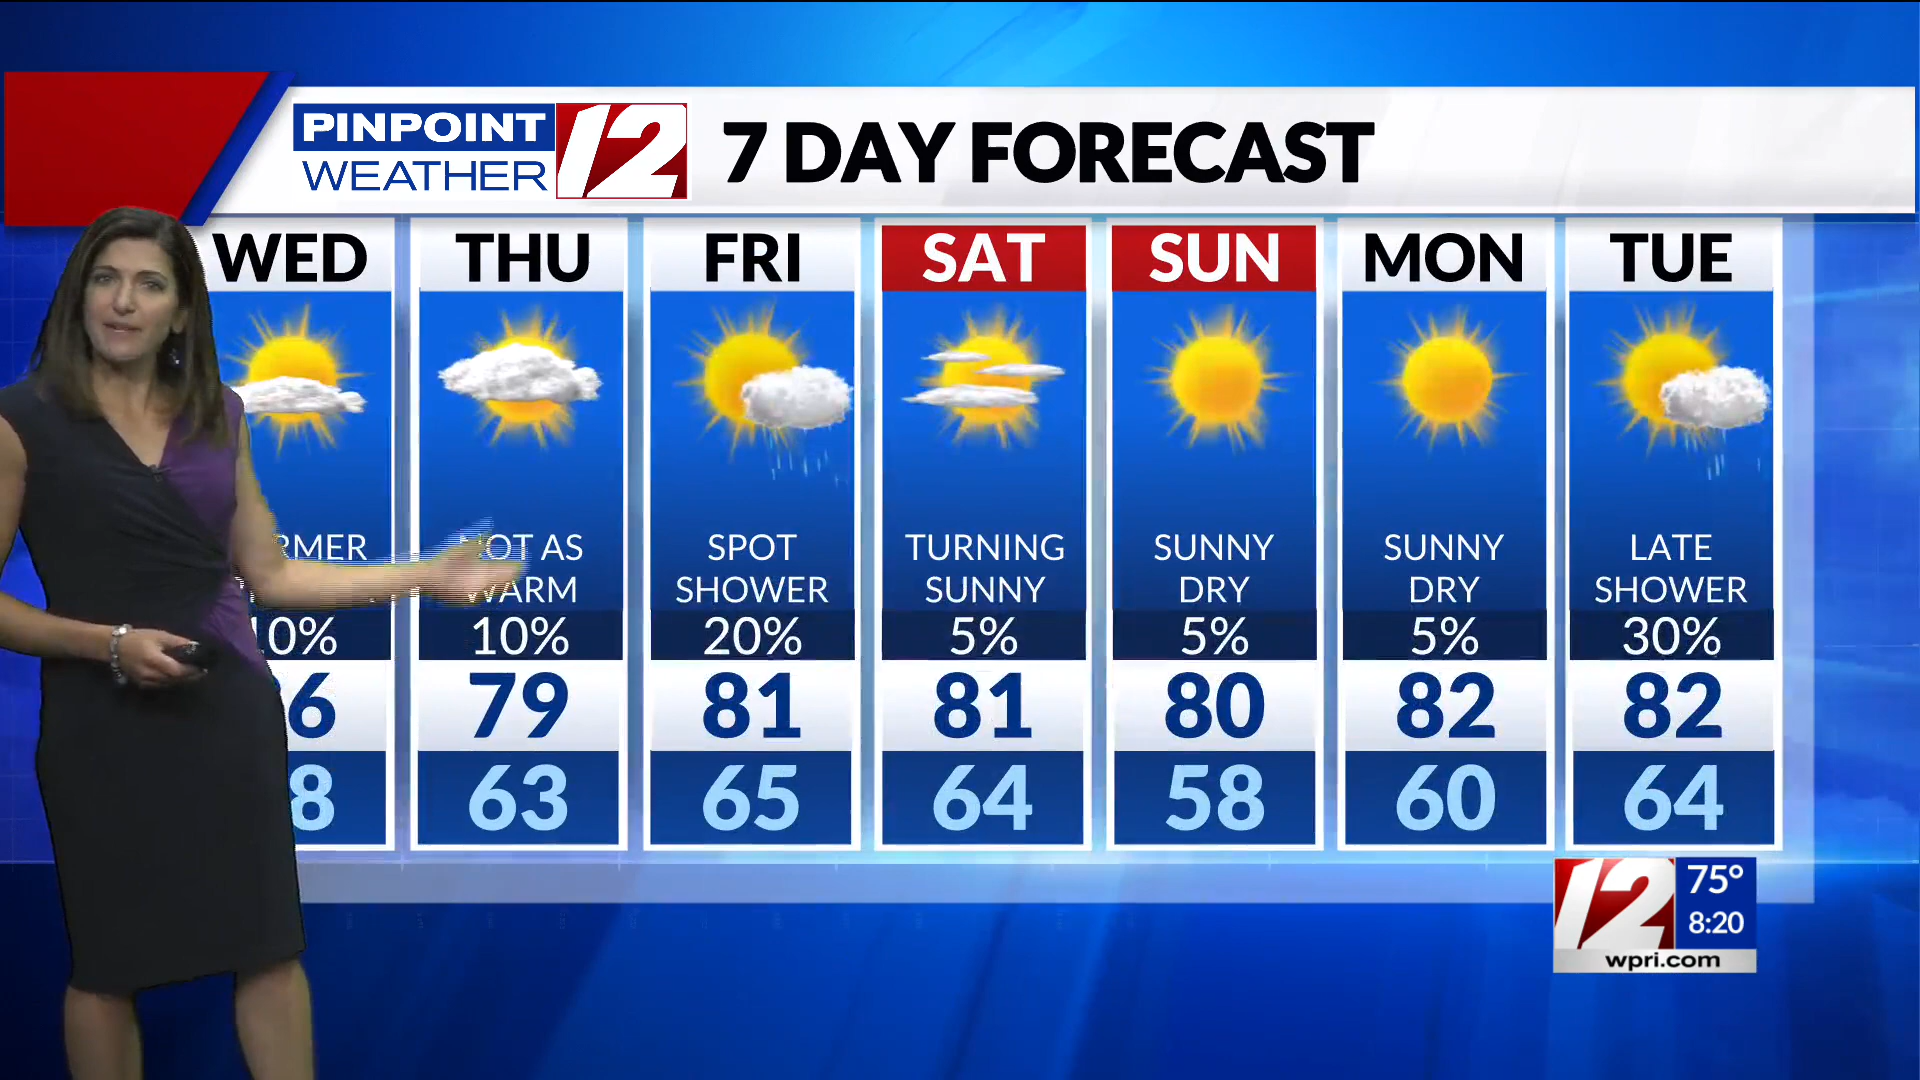 PINPOINT
WEATHER 12
7 DAY FORECAST
WED THU FRI SAT SUN MON TUE
OT AS SPOT TURNING SUNNY SUNNY LATE
WARM SHOWER SUNNY DRY DRY SHOWER
10% 20% 5% 5% 5% 30%
79 81 81 80 82 82
63 65 64 58 60 64
12
75°
8:20
wpri.com